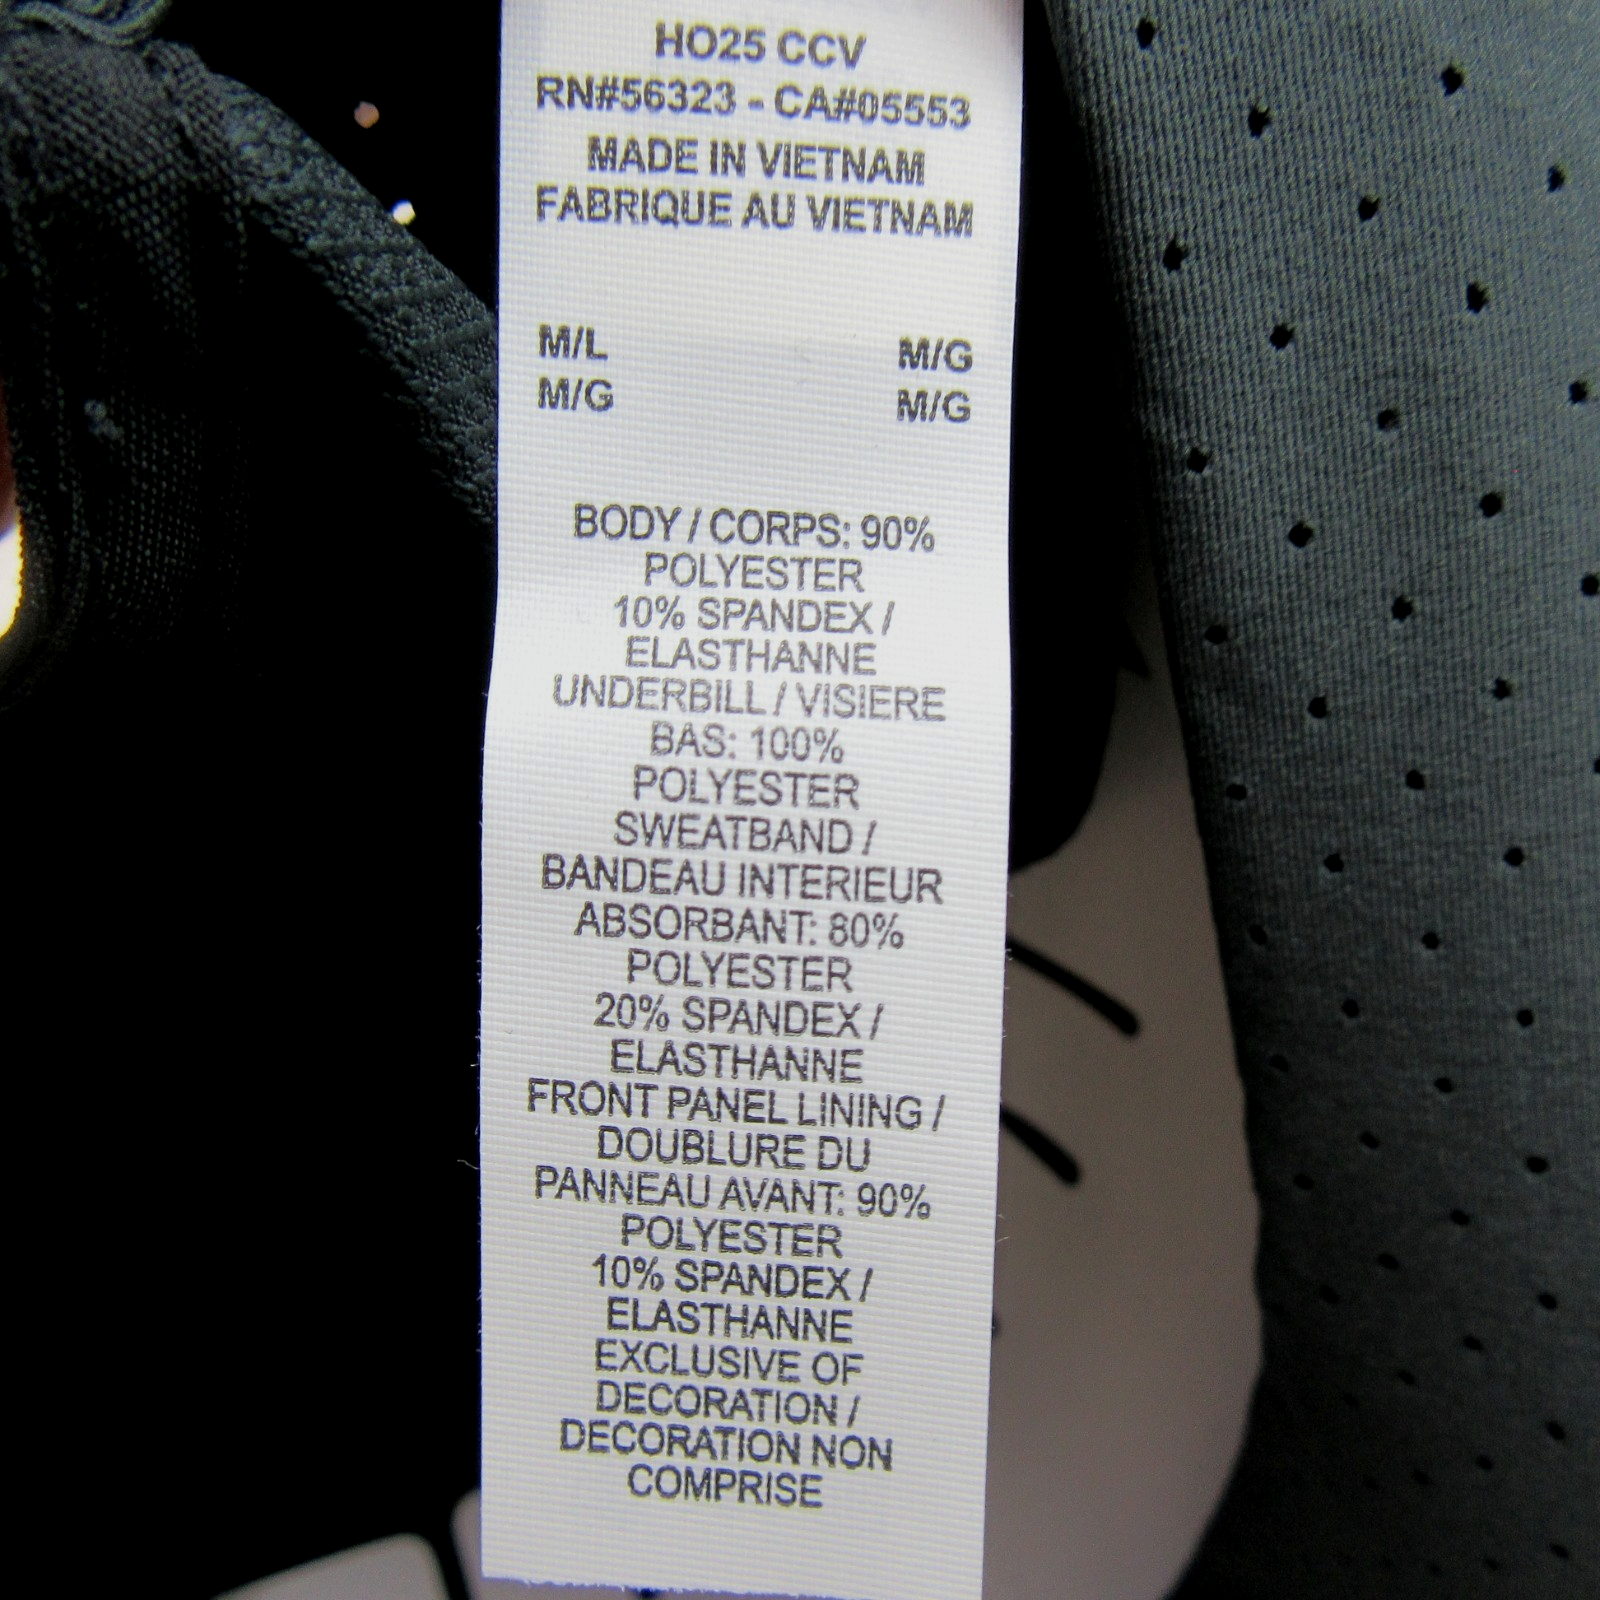 HO25 CCV
RN#56323 - CA#05553
MADE IN VIETNAM
FABRIQUE AU VIETNAM
M/L M/G
M/G M/G
BODY / CORPS: 90%
POLYESTER
10% SPANDEX /
ELASTHANNE
UNDERBILL / VISIERE
BAS: 100%
POLYESTER
SWEATBAND /
BANDEAU INTERIEUR
ABSORBANT: 80%
POLYESTER
20% SPANDEX /
ELASTHANNE
FRONT PANEL LINING /
DOUBLURE DU
PANNEAU AVANT: 90%
POLYESTER
10% SPANDEX /
ELASTHANNE
EXCLUSIVE OF
DECORATION /
DECORATION NON
COMPRISE